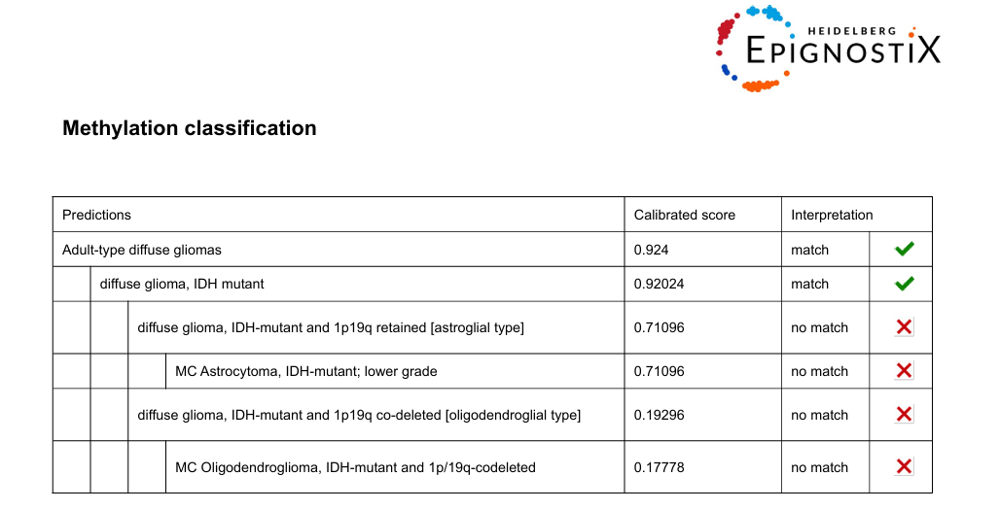 HEIDELBERG
EPIGNOSTIX
Methylation classification
Predictions Calibrated score Interpretation
Adult-type diffuse gliomas 0.924 match
diffuse glioma, IDH mutant 0.92024 match
diffuse glioma, IDH-mutant and 1p19q retained [astroglial type] 0.71096 no match
MC Astrocytoma, IDH-mutant; lower grade 0.71096 no match
diffuse glioma, IDH-mutant and 1p19q co-deleted [oligodendroglial type] 0.19296 no match
MC Oligodendroglioma, IDH-mutant and 1p/19q-codeleted 0.17778 no match